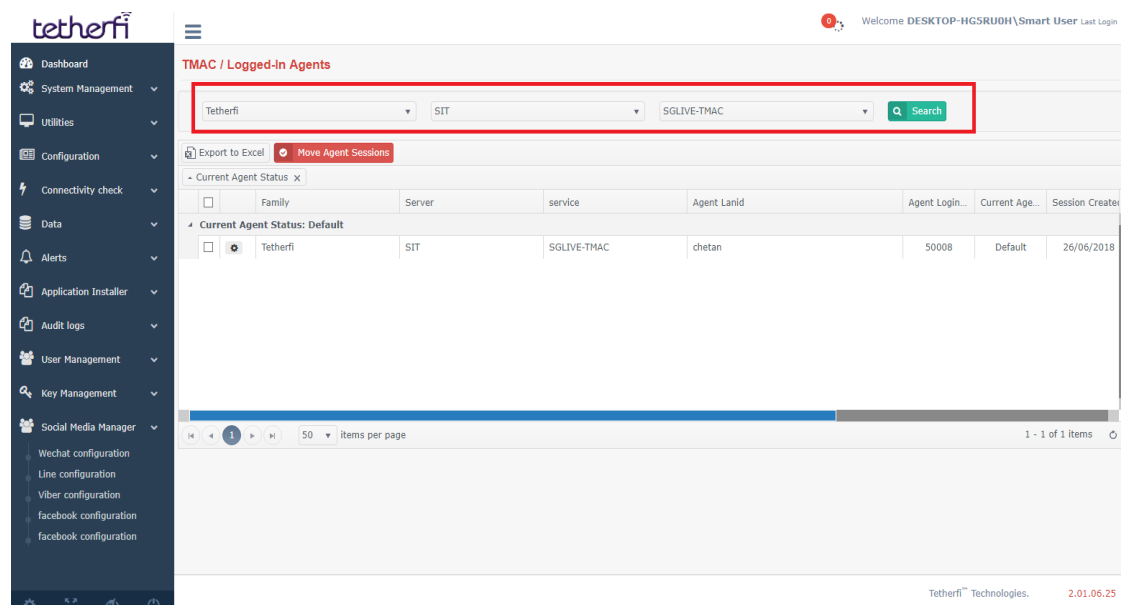 tetherfi
0 Welcome DESKTOP-HG5RU0H\Smart User Last Login
Dashboard
System Management
Utilities
Configuration
Connectivity check
Data
Alerts
Application Installer
Audit logs
User Management
Key Management
Social Media Manager
Wechat configuration
Line configuration
Viber configuration
facebook configuration
facebook configuration
TMAC / Logged-In Agents
Tetherfi SIT SGLIVE-TMAC Search
Export to Excel Move Agent Sessions
Current Agent Status x
Family Server service Agent Lanid Agent Login... Current Age... Session Created
Current Agent Status: Default
Tetherfi SIT SGLIVE-TMAC chetan 50008 Default 26/06/2018
1 50 items per page 1 - 1 of 1 items
Tetherfi™ Technologies. 2.01.06.25